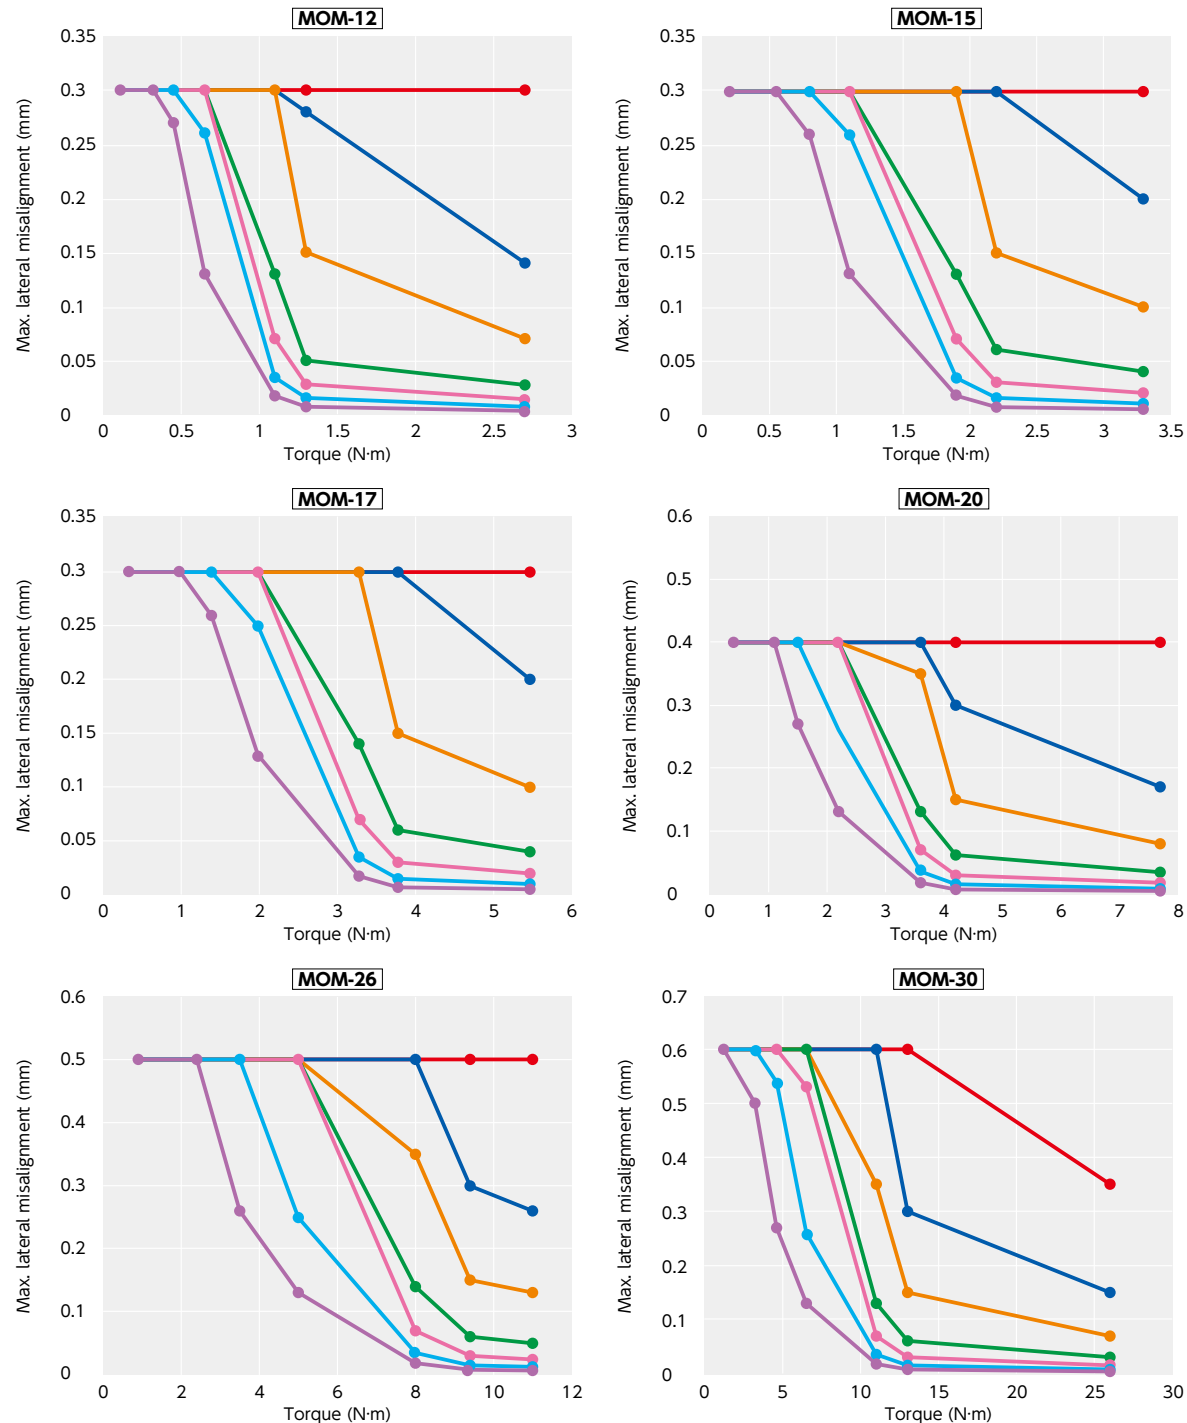 MOM-12
0.35
0.3
0.25
0.2
0.15
0.1
0.05
0
0 0.5 1 1.5 2 2.5 3
Max. lateral misalignment (mm)
Torque (N·m)
MOM-15
0.35
0.3
0.25
0.2
0.15
0.1
0.05
0
0 0.5 1 1.5 2 2.5 3 3.5
Max. lateral misalignment (mm)
Torque (N·m)
MOM-17
0.35
0.3
0.25
0.2
0.15
0.1
0.05
0
0 1 2 3 4 5 6
Max. lateral misalignment (mm)
Torque (N·m)
MOM-20
0.6
0.5
0.4
0.3
0.2
0.1
0
0 1 2 3 4 5 6 7 8
Max. lateral misalignment (mm)
Torque (N·m)
MOM-26
0.6
0.5
0.4
0.3
0.2
0.1
0
0 2 4 6 8 10 12
Max. lateral misalignment (mm)
Torque (N·m)
MOM-30
0.7
0.6
0.5
0.4
0.3
0.2
0.1
0
0 5 10 15 20 25 30
Max. lateral misalignment (mm)
Torque (N·m)